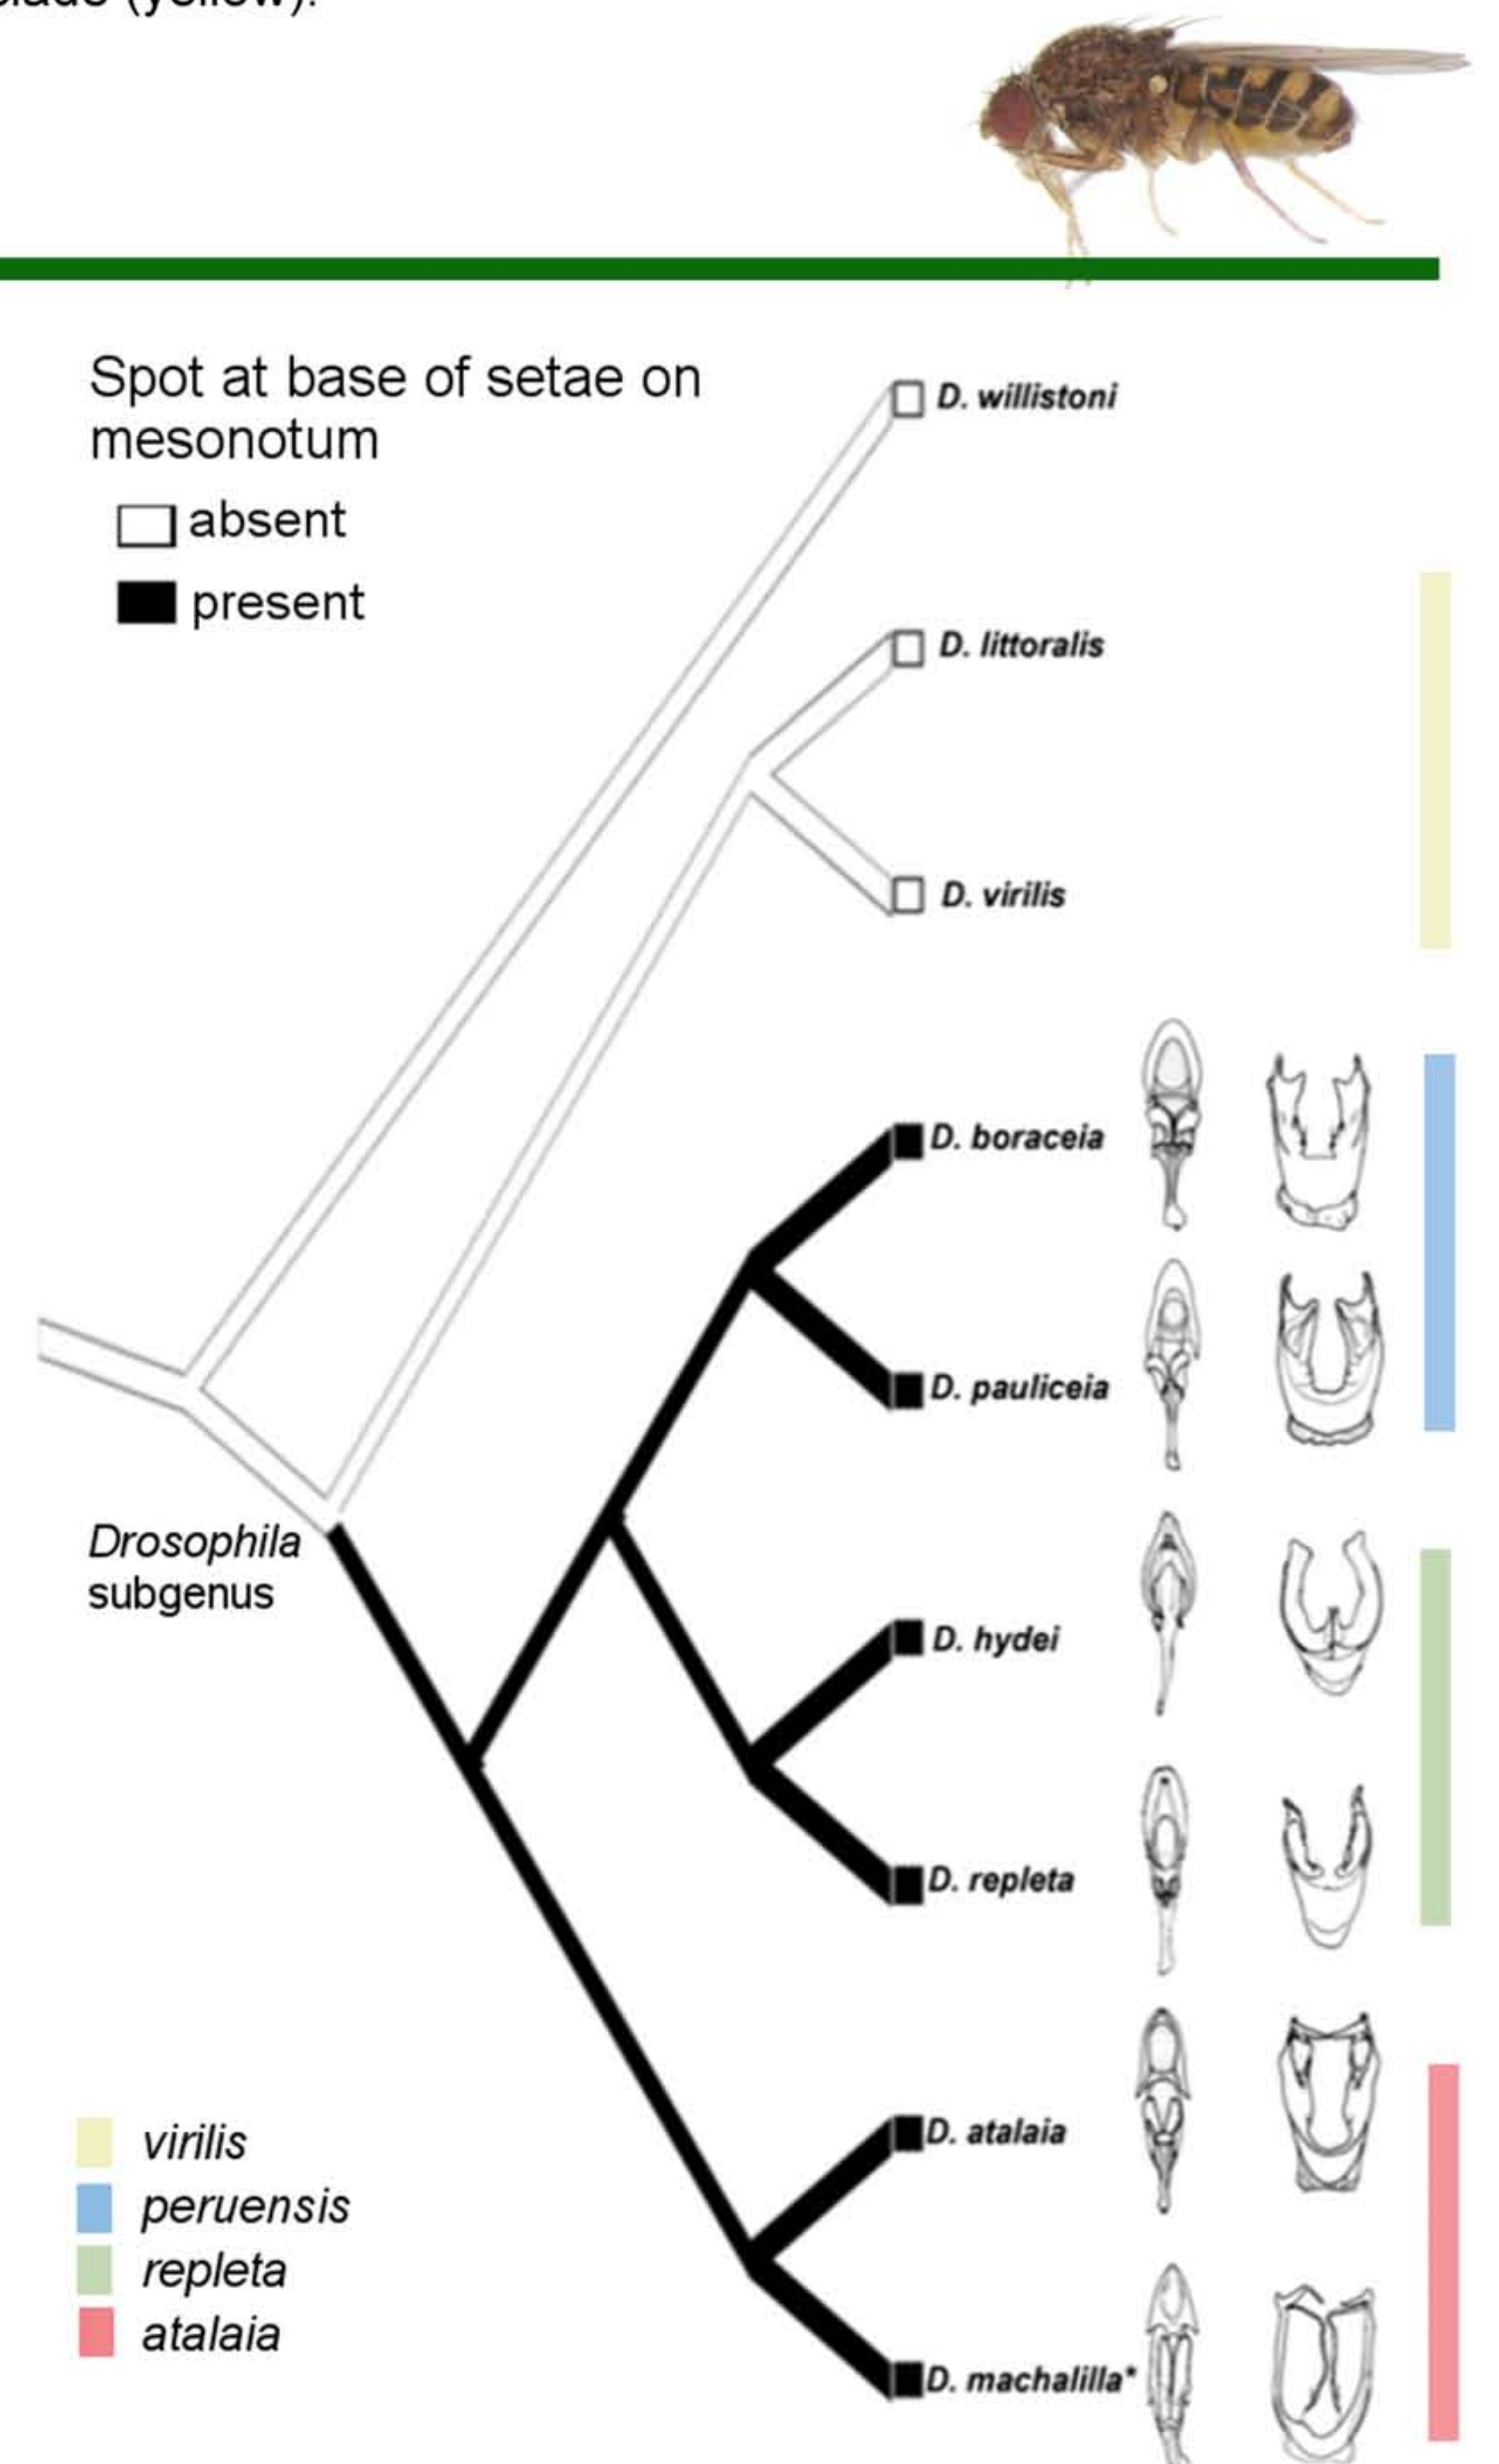 (yellow).
Spot at base of setae on
mesonotum
absent
present
D. willistoni
D. littoralis
D. virilis
D. boraceia
D. pauliceia
D. hydei
D. repleta
D. atalaia
D. machalilla*
Drosophila
subgenus
virilis
peruensis
repleta
atalaia